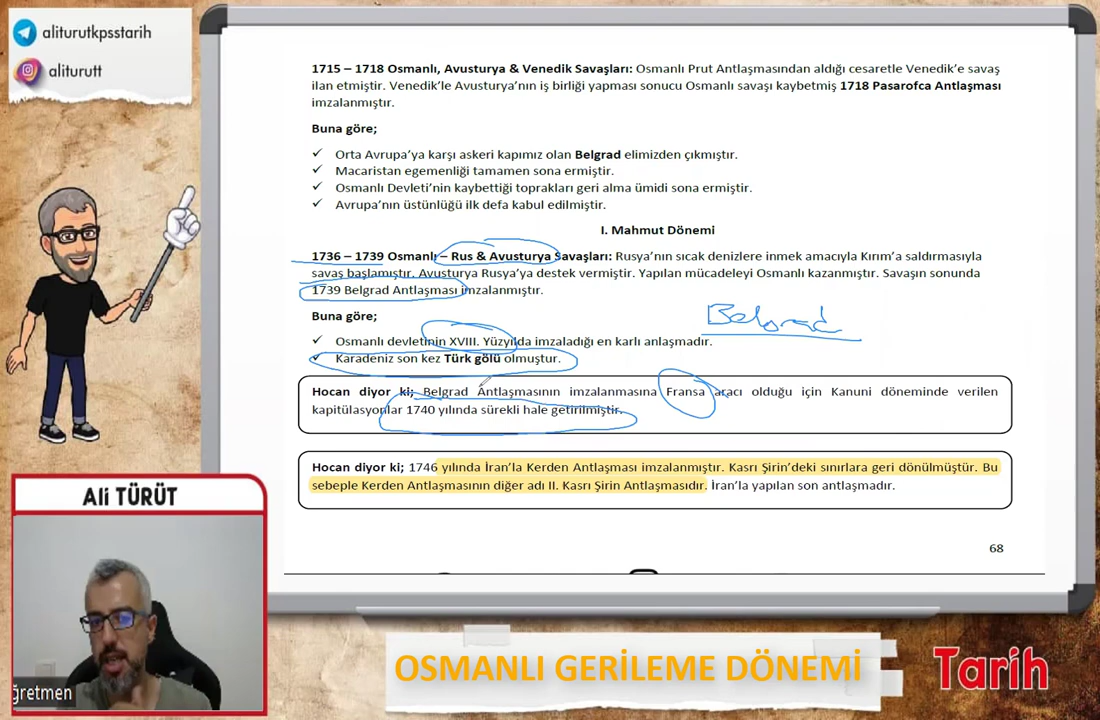 aliturutkpsstarih
aliturutt
1715 – 1718 Osmanlı, Avusturya & Venedik Savaşları: Osmanlı Prut Antlaşmasından aldığı cesaretle Venedik'e savaş
ilan etmiştir. Venedik'le Avusturya'nın iş birliği yapması sonucu Osmanlı savaşı kaybetmiş 1718 Pasarofca Antlaşması
imzalanmıştır.
Buna göre;
✓ Orta Avrupa'ya karşı askeri kapımız olan Belgrad elimizden çıkmıştır.
✓ Macaristan egemenliği tamamen sona ermiştir.
✓ Osmanlı Devleti'nin kaybettiği toprakları geri alma ümidi sona ermiştir.
✓ Avrupa'nın üstünlüğü ilk defa kabul edilmiştir.
I. Mahmut Dönemi
1736 – 1739 Osmanlı – Rus & Avusturya Savaşları: Rusya'nın sıcak denizlere inmek amacıyla Kırım'a saldırmasıyla
savaş başlamıştır. Avusturya Rusya'ya destek vermiştir. Yapılan mücadeleyi Osmanlı kazanmıştır. Savaşın sonunda
1739 Belgrad Antlaşması imzalanmıştır.
Buna göre;
Belgrad
✓ Osmanlı devletinin XVIII. Yüzyılda imzaladığı en karlı anlaşmadır.
✓ Karadeniz son kez Türk gölü olmuştur.
Hocan diyor ki; Belgrad Antlaşmasının imzalanmasına Fransa aracı olduğu için Kanuni döneminde verilen
kapitülasyonlar 1740 yılında sürekli hale getirilmiştir.
Hocan diyor ki; 1746 yılında İran'la Kerden Antlaşması imzalanmıştır. Kasrı Şirin'deki sınırlara geri dönülmüştür. Bu
sebeple Kerden Antlaşmasının diğer adı II. Kasrı Şirin Antlaşmasıdır. İran'la yapılan son antlaşmadır.
68
Ali TÜRÜT
ğretmen
OSMANLI GERİLEME DÖNEMİ
Tarih